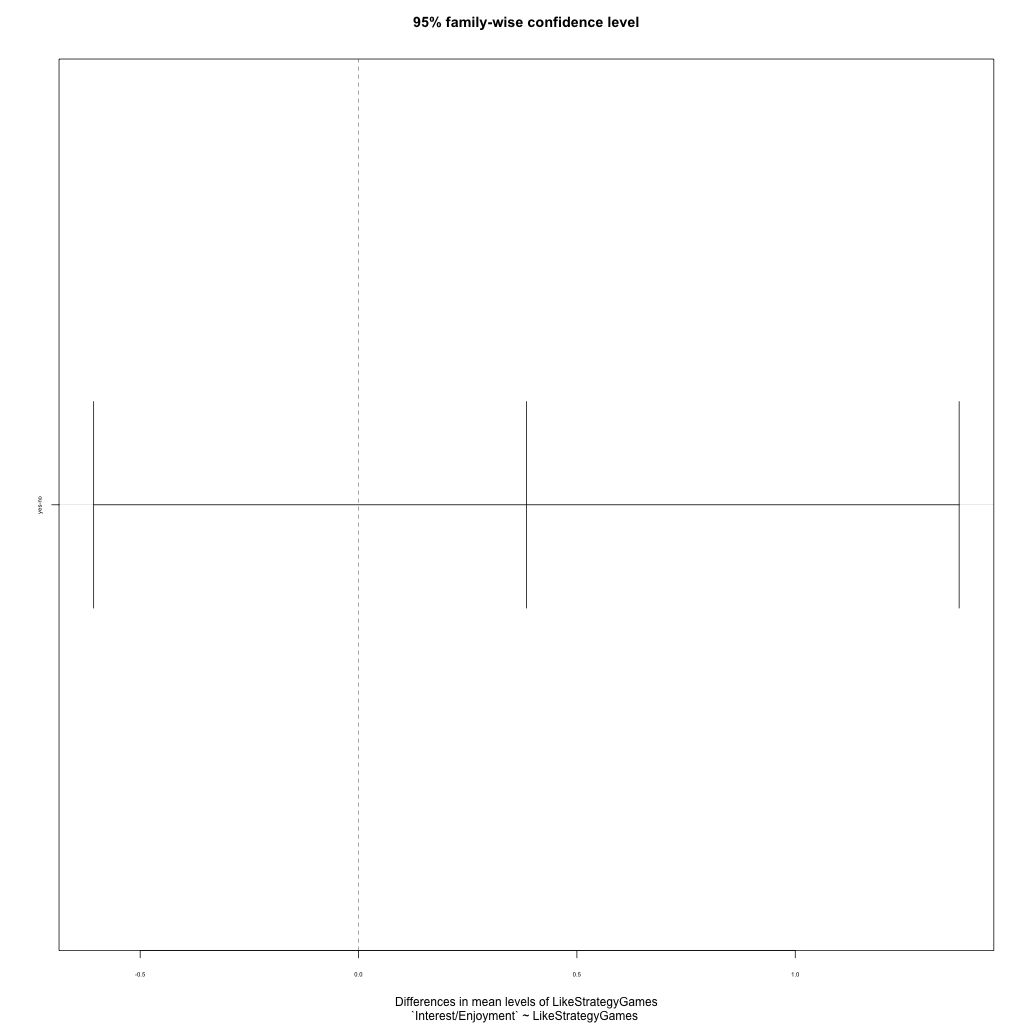 95% family-wise confidence level
yes-no
-0.5
0.0
0.5
1.0
Differences in mean levels of LikeStrategyGames
`Interest/Enjoyment` ~ LikeStrategyGames